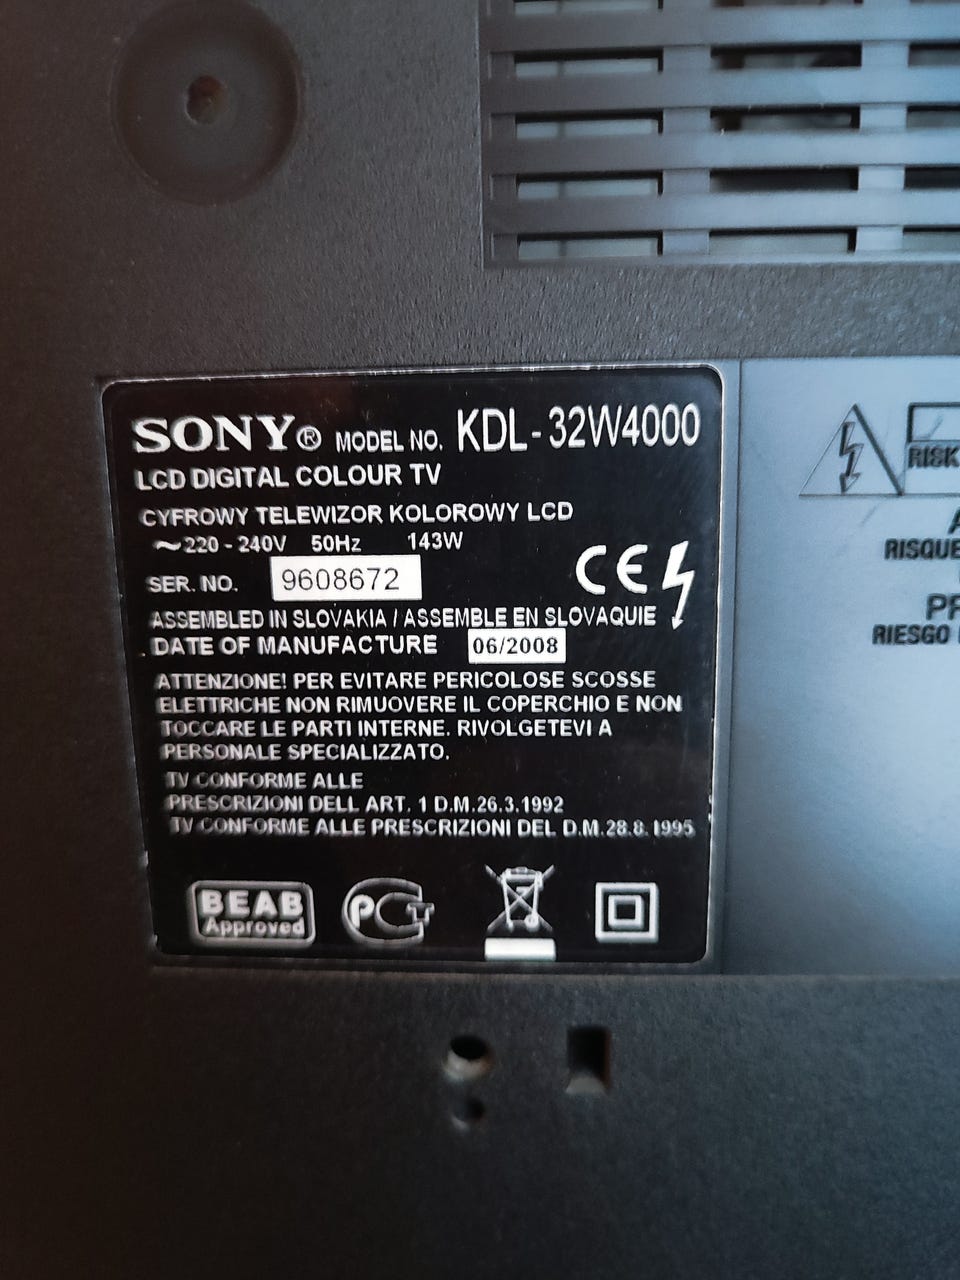 SONY® MODEL NO. KDL-32W4000
LCD DIGITAL COLOUR TV
CYFROWY TELEWIZOR KOLOROWY LCD
~220 - 240V 50Hz 143W
SER. NO. 9608672
CE
ASSEMBLED IN SLOVAKIA / ASSEMBLE EN SLOVAQUIE
DATE OF MANUFACTURE 06/2008
ATTENZIONE! PER EVITARE PERICOLOSE SCOSSE
ELETTRICHE NON RIMUOVERE IL COPERCHIO E NON
TOCCARE LE PARTI INTERNE. RIVOLGETEVI A
PERSONALE SPECIALIZZATO.
TV CONFORME ALLE
PRESCRIZIONI DELL ART. 1 D.M.26.3.1992
TV CONFORME ALLE PRESCRIZIONI DEL D.M.28.8.1995
BEAB
Approved
PCT
RISK
RISQUE
RIESGO